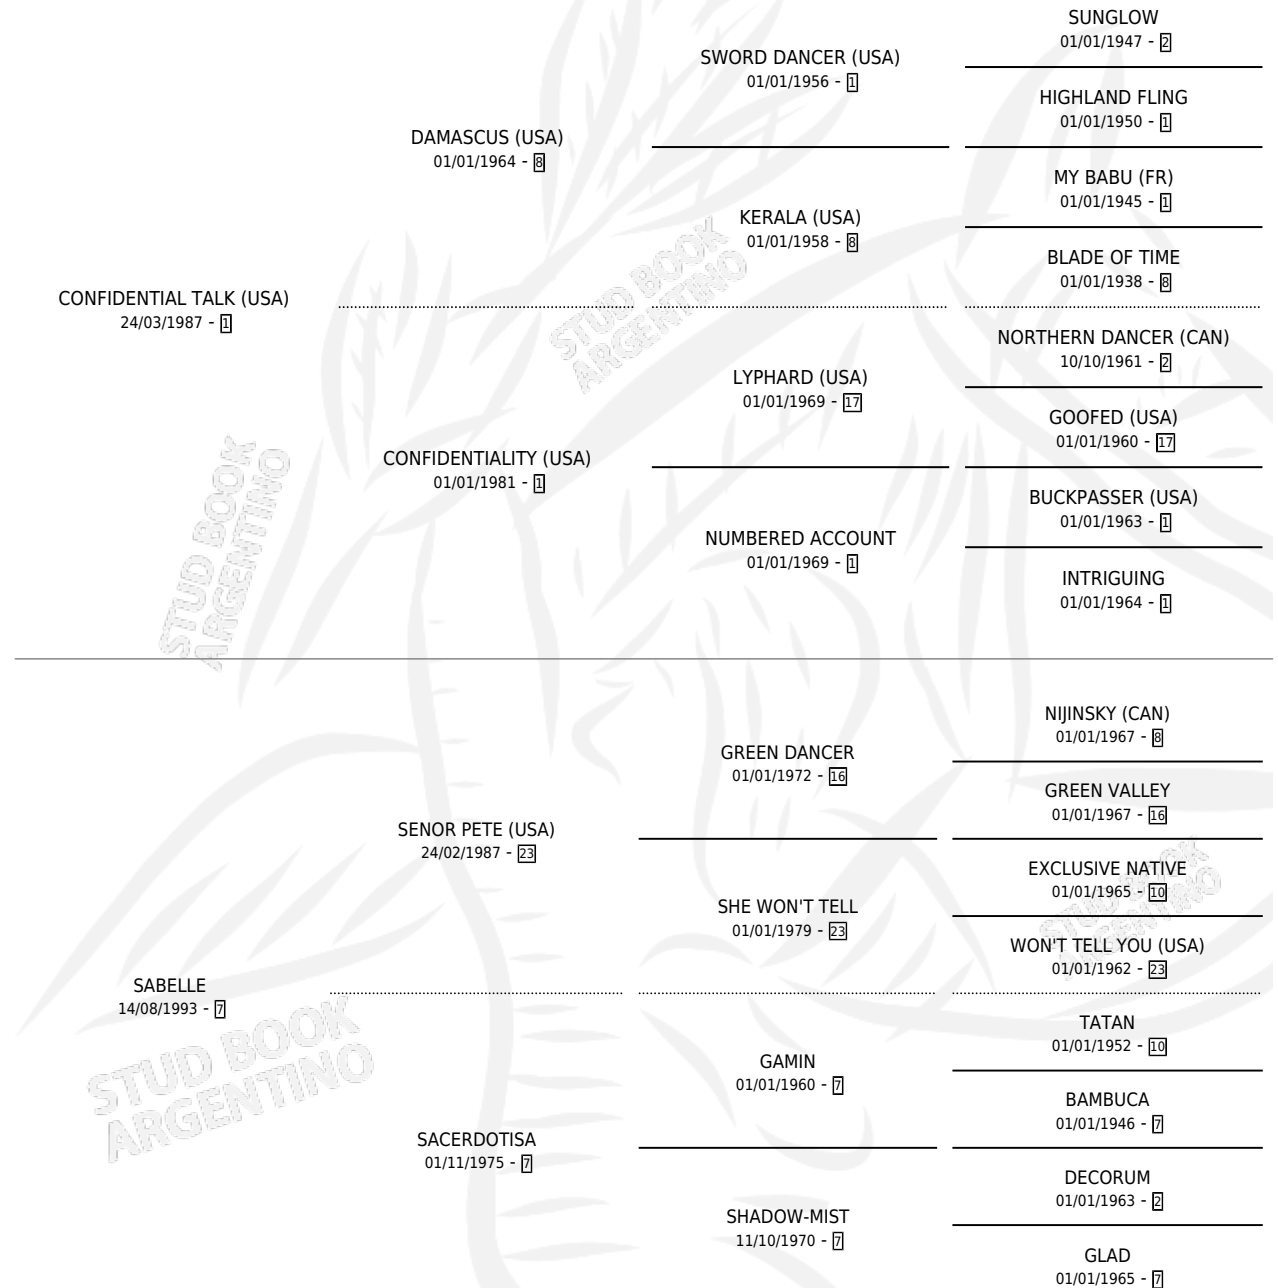 SUNGLOW
01/01/1947 - 2
SWORD DANCER (USA)
01/01/1956 - 1
HIGHLAND FLING
01/01/1950 - 1
DAMASCUS (USA)
01/01/1964 - 8
MY BABU (FR)
01/01/1945 - 1
KERALA (USA)
01/01/1958 - 8
BLADE OF TIME
01/01/1938 - 8
CONFIDENTIAL TALK (USA)
24/03/1987 - 1
NORTHERN DANCER (CAN)
10/10/1961 - 2
LYPHARD (USA)
01/01/1969 - 17
GOOFED (USA)
01/01/1960 - 17
CONFIDENTIALITY (USA)
01/01/1981 - 1
BUCKPASSER (USA)
01/01/1963 - 1
NUMBERED ACCOUNT
01/01/1969 - 1
INTRIGUING
01/01/1964 - 1
NIJINSKY (CAN)
01/01/1967 - 8
GREEN DANCER
01/01/1972 - 16
GREEN VALLEY
01/01/1967 - 16
SENOR PETE (USA)
24/02/1987 - 23
EXCLUSIVE NATIVE
01/01/1965 - 10
SHE WON'T TELL
01/01/1979 - 23
WON'T TELL YOU (USA)
01/01/1962 - 23
SABELLE
14/08/1993 - 7
TATAN
01/01/1952 - 10
GAMIN
01/01/1960 - 7
BAMBUCA
01/01/1946 - 7
SACERDOTISA
01/11/1975 - 7
DECORUM
01/01/1963 - 2
SHADOW-MIST
11/10/1970 - 7
GLAD
01/01/1965 - 7
STUD BOOK
ARGENTINO
STUD BOOK
ARGENTINO
STUD BOOK
ARGENTINO
STUD BOOK
ARGENTINO